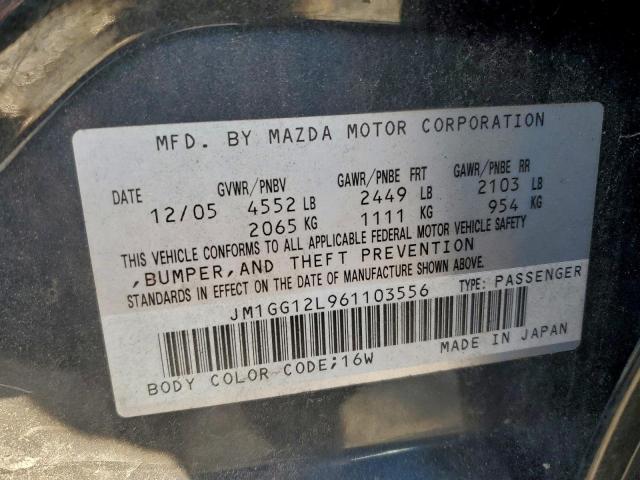 MFD. BY MAZDA MOTOR CORPORATION
DATE GVWR/PNBV GAWR/PNBE FRT GAWR/PNBE RR
12/05 4552 LB 2449 LB 2103 LB
2065 KG 1111 KG 954 KG
THIS VEHICLE CONFORMS TO ALL APPLICABLE FEDERAL MOTOR VEHICLE SAFETY
,BUMPER,AND THEFT PREVENTION
STANDARDS IN EFFECT ON THE DATE OF MANUFACTURE SHOWN ABOVE.
JM1GG12L961103556 TYPE: PASSENGER
BODY COLOR CODE;16W MADE IN JAPAN